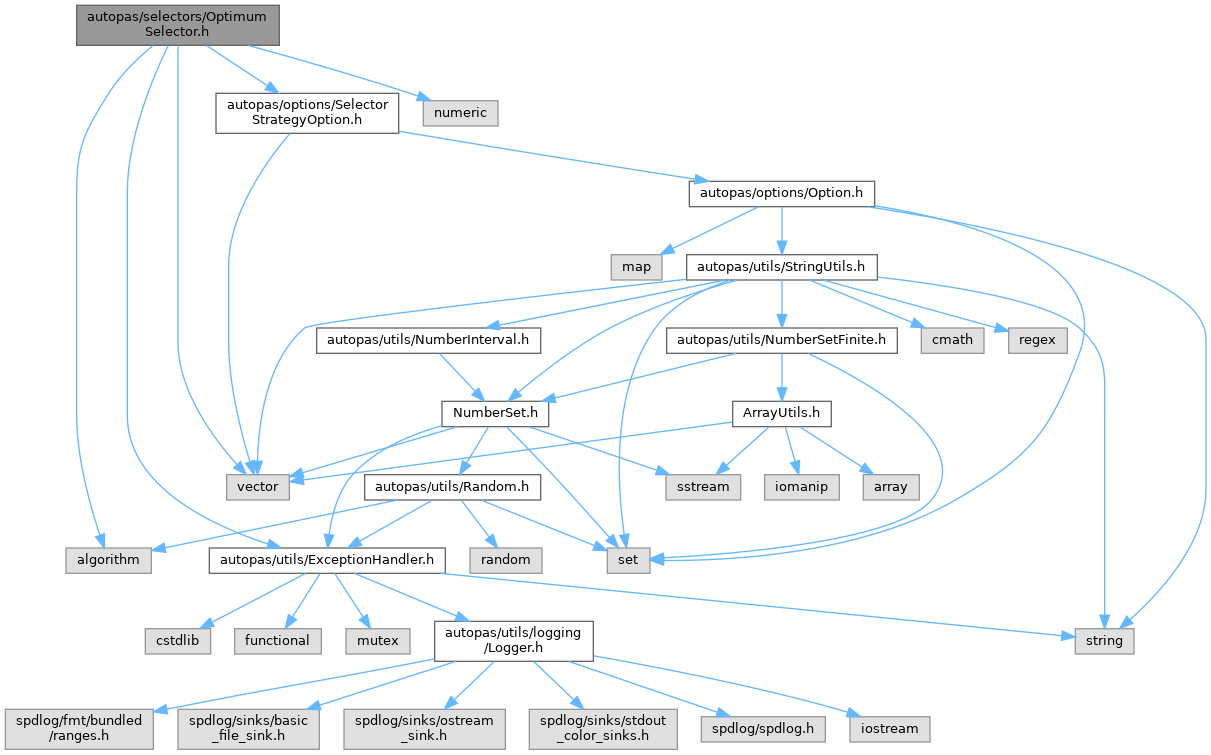 autopas/selectors/Optimum
Selector.h
autopas/options/Selector
StrategyOption.h
numeric
autopas/options/Option.h
map
autopas/utils/StringUtils.h
autopas/utils/NumberInterval.h
autopas/utils/NumberSetFinite.h
cmath
regex
NumberSet.h
ArrayUtils.h
vector
autopas/utils/Random.h
sstream
iomanip
array
algorithm
autopas/utils/ExceptionHandler.h
random
set
cstdlib
functional
mutex
autopas/utils/logging
/Logger.h
string
spdlog/fmt/bundled
/ranges.h
spdlog/sinks/basic
_file_sink.h
spdlog/sinks/ostream
_sink.h
spdlog/sinks/stdout
_color_sinks.h
spdlog/spdlog.h
iostream